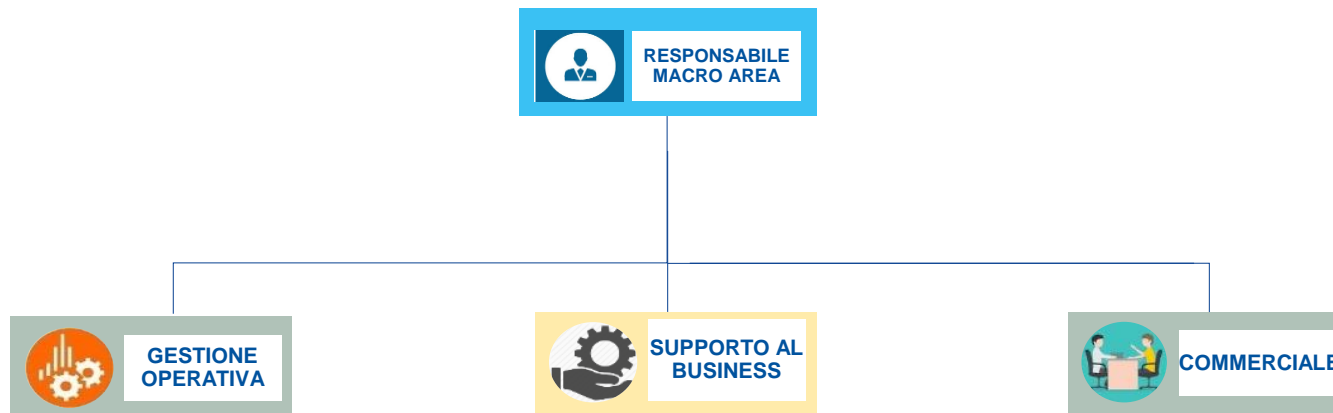 RESPONSABILE
MACRO AREA
GESTIONE
OPERATIVA
SUPPORTO AL
BUSINESS
COMMERCIALE